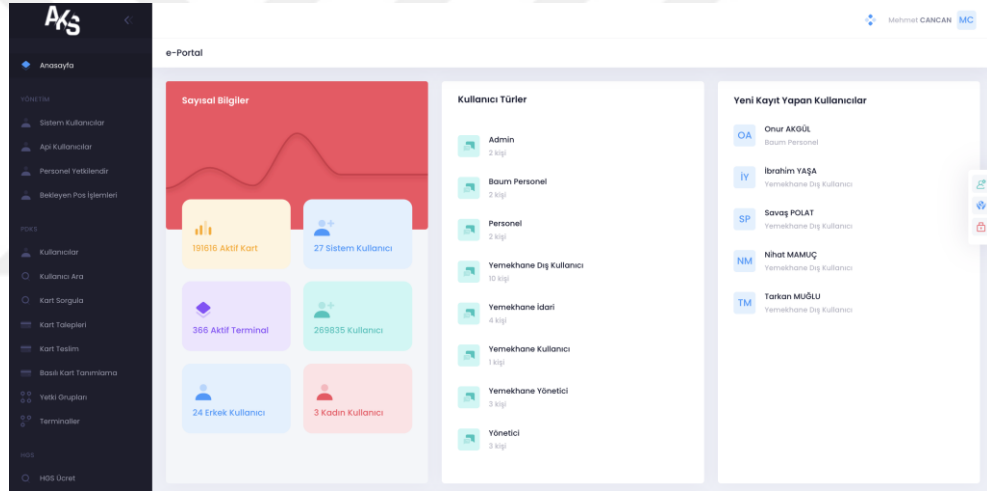 AKS
Mehmet CANCAN MC
e-Portal
Anasayfa
YÖNETİM
Sistem Kullanıcılar
Api Kullanıcılar
Personel Yetkilendir
Bekleyen Pos İşlemleri
PDKS
Kullanıcılar
Kullanıcı Ara
Kart Sorgula
Kart Talepleri
Kart Teslim
Basılı Kart Tanımlama
Yetki Grupları
Terminaller
HGS
HGS Ücret
Sayısal Bilgiler
191616 Aktif Kart
27 Sistem Kullanıcı
366 Aktif Terminal
269835 Kullanıcı
24 Erkek Kullanıcı
3 Kadın Kullanıcı
Kullanıcı Türler
Admin
2 kişi
Baum Personel
2 kişi
Personel
2 kişi
Yemekhane Dış Kullanıcı
10 kişi
Yemekhane İdari
4 kişi
Yemekhane Kullanıcı
1 kişi
Yemekhane Yönetici
3 kişi
Yönetici
3 kişi
Yeni Kayıt Yapan Kullanıcılar
OA
Onur AKGÜL
Baum Personel
İY
İbrahim YAŞA
Yemekhane Dış Kullanıcı
SP
Savaş POLAT
Yemekhane Dış Kullanıcı
NM
Nihat MAMUÇ
Yemekhane Dış Kullanıcı
TM
Tarkan MUĞLU
Yemekhane Dış Kullanıcı